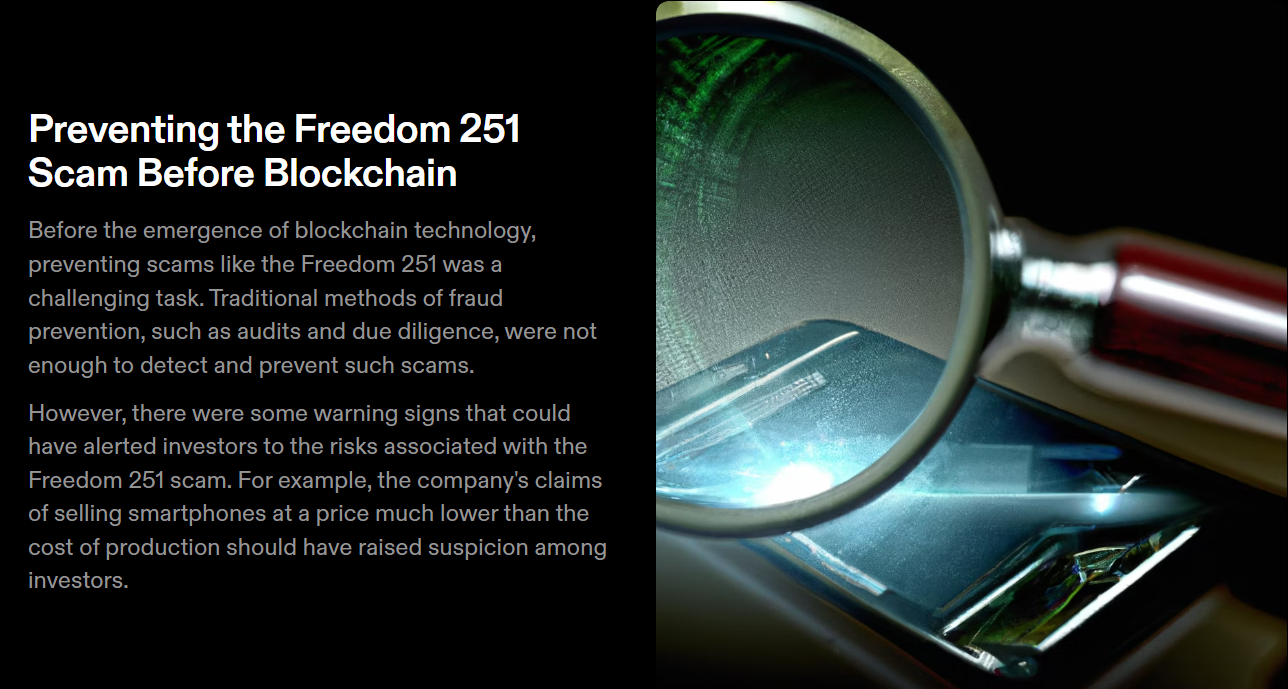 Preventing the Freedom 251
Scam Before Blockchain
Before the emergence of blockchain technology,
preventing scams like the Freedom 251 was a
challenging task. Traditional methods of fraud
prevention, such as audits and due diligence, were not
enough to detect and prevent such scams.
However, there were some warning signs that could
have alerted investors to the risks associated with the
Freedom 251 scam. For example, the company's claims
of selling smartphones at a price much lower than the
cost of production should have raised suspicion among
investors.